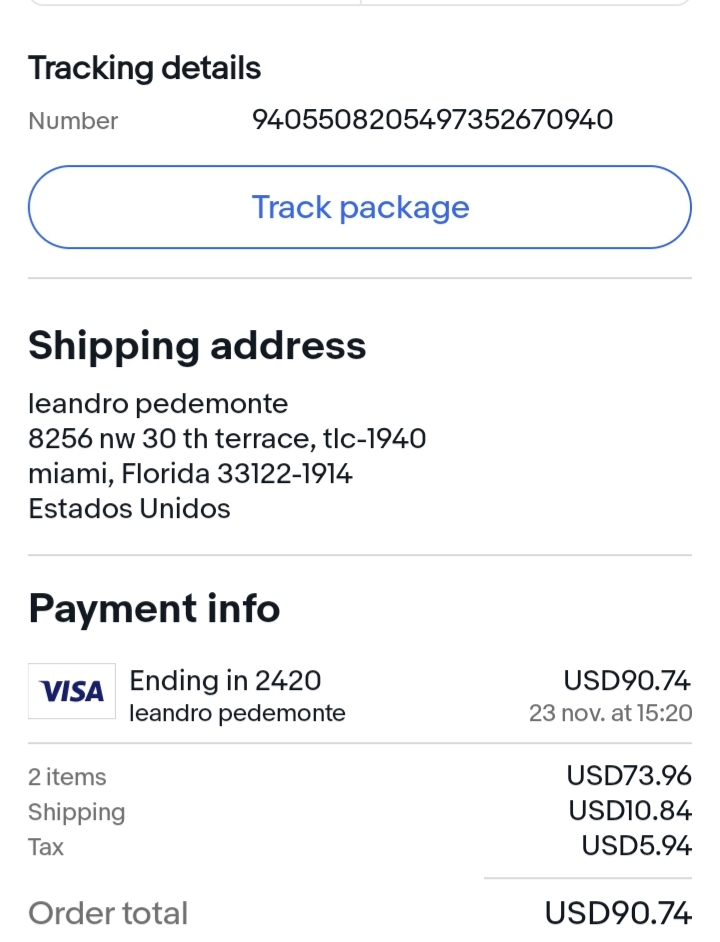 Tracking details
Number 9405508205497352670940
Track package
Shipping address
leandro pedemonte
8256 nw 30 th terrace, tlc-1940
miami, Florida 33122-1914
Estados Unidos
Payment info
VISA Ending in 2420 USD90.74
leandro pedemonte 23 nov. at 15:20
2 items USD73.96
Shipping USD10.84
Tax USD5.94
Order total USD90.74